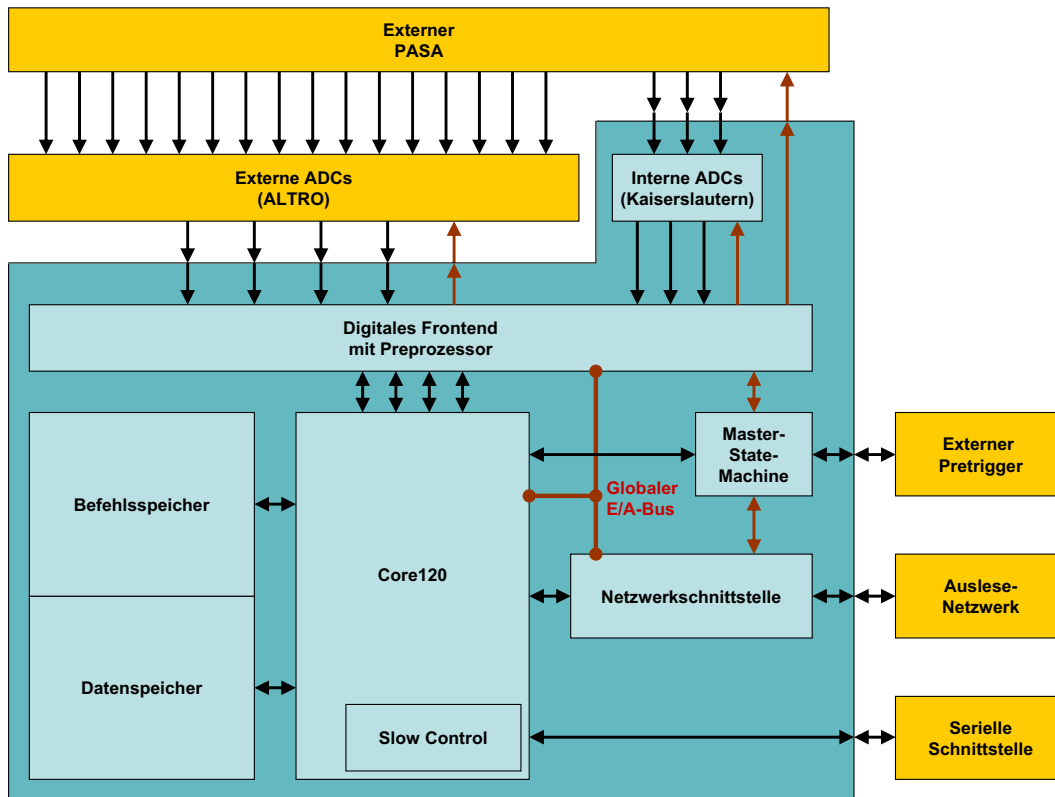 Externer
PASA
Externe ADCs
(ALTRO)
Interne ADCs
(Kaiserslautern)
Digitales Frontend
mit Preprozessor
Befehlsspeicher
Datenspeicher
Core120
Slow Control
Globaler
E/A-Bus
Master-
State-
Machine
Netzwerkschnittstelle
Externer
Pretrigger
Auslese-
Netzwerk
Serielle
Schnittstelle